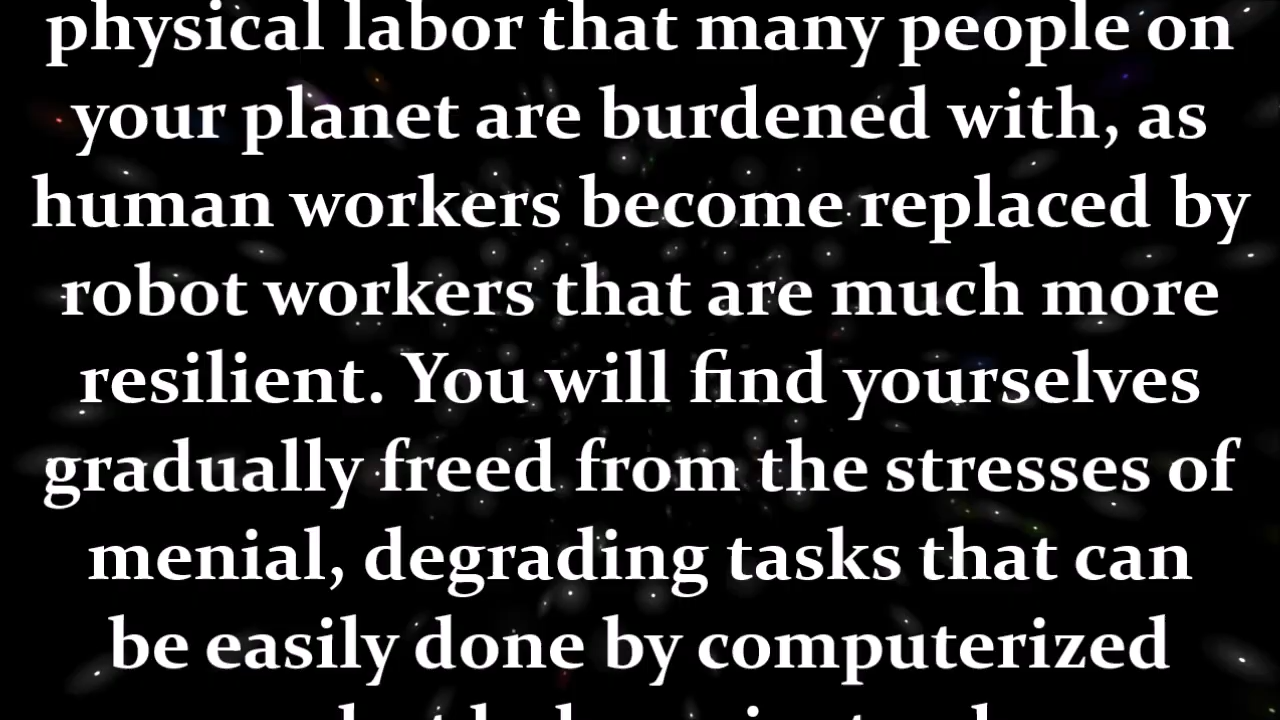 physical labor that many people on
your planet are burdened with, as
human workers become replaced by
robot workers that are much more
resilient. You will find yourselves
gradually freed from the stresses of
menial, degrading tasks that can
be easily done by computerized